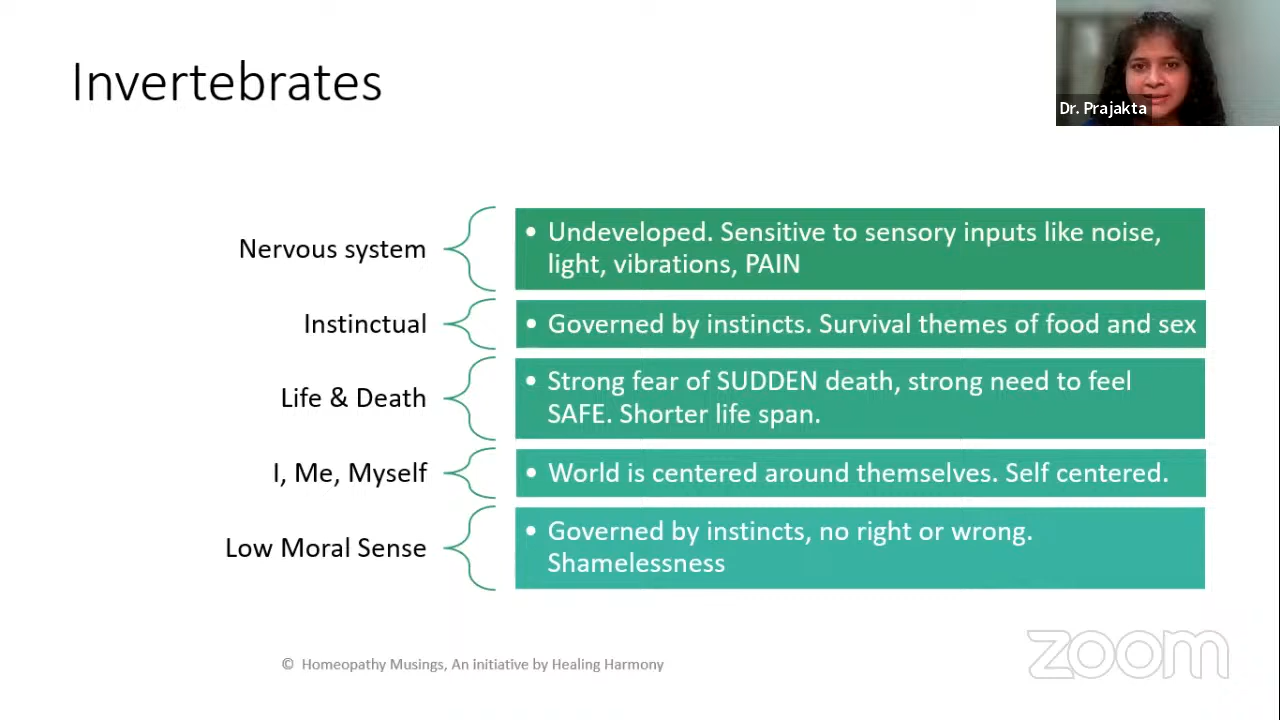 Invertebrates
Dr. Prajakta
Nervous system
• Undeveloped. Sensitive to sensory inputs like noise,
light, vibrations, PAIN
Instinctual
• Governed by instincts. Survival themes of food and sex
Life & Death
• Strong fear of SUDDEN death, strong need to feel
SAFE. Shorter life span.
I, Me, Myself
• World is centered around themselves. Self centered.
Low Moral Sense
• Governed by instincts, no right or wrong.
Shamelessness
© Homeopathy Musings, An initiative by Healing Harmony
zoom